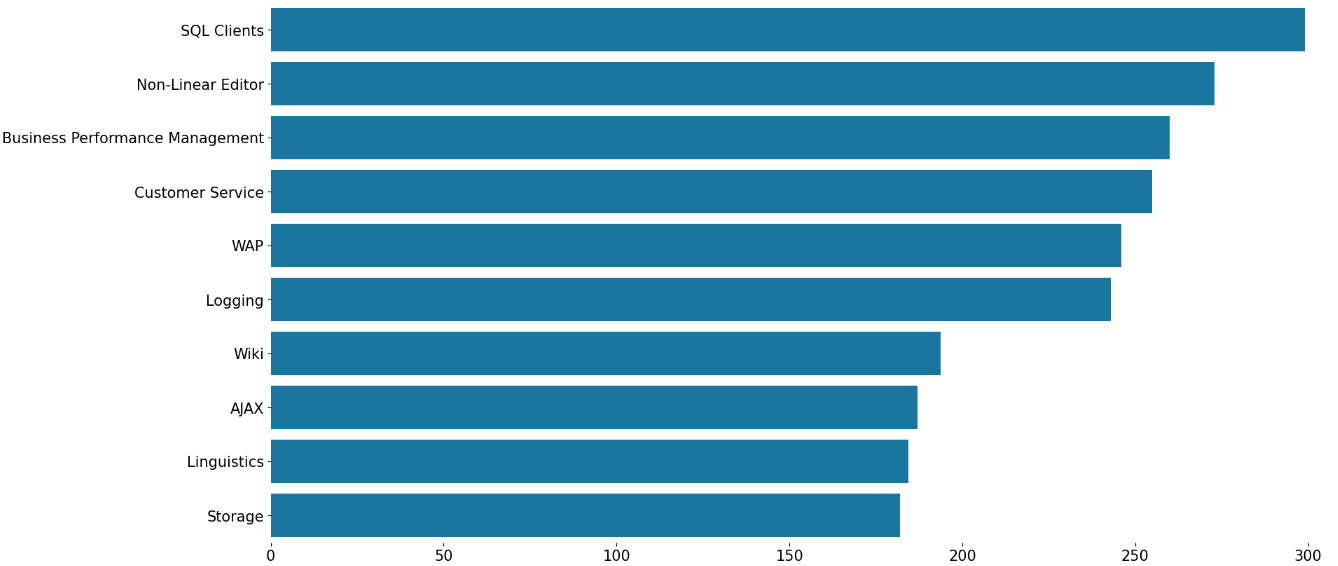 SQL Clients
Non-Linear Editor
Business Performance Management
Customer Service
WAP
Logging
Wiki
AJAX
Linguistics
Storage
0 50 100 150 200 250 300